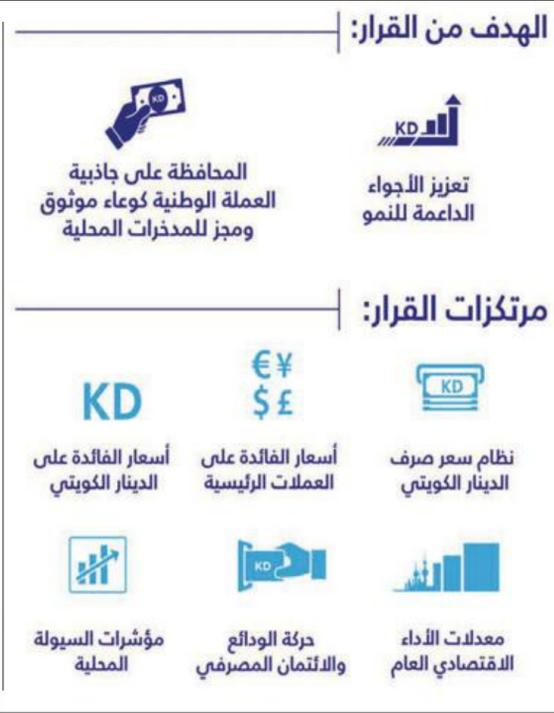 الهدف من القرار:
KD
تعزيز الأجواء
الداعمة للنمو
KD
المحافظة على جاذبية
العملة الوطنية كوعاء موثوق
ومجز للمدخرات المحلية
مرتكزات القرار:
KD
نظام سعر صرف
الدينار الكويتي
€ ¥
$ £
أسعار الفائدة على
العملات الرئيسية
KD
أسعار الفائدة على
الدينار الكويتي
معدلات الأداء
الاقتصادي العام
KD
حركة الودائع
والائتمان المصرفي
مؤشرات السيولة
المحلية